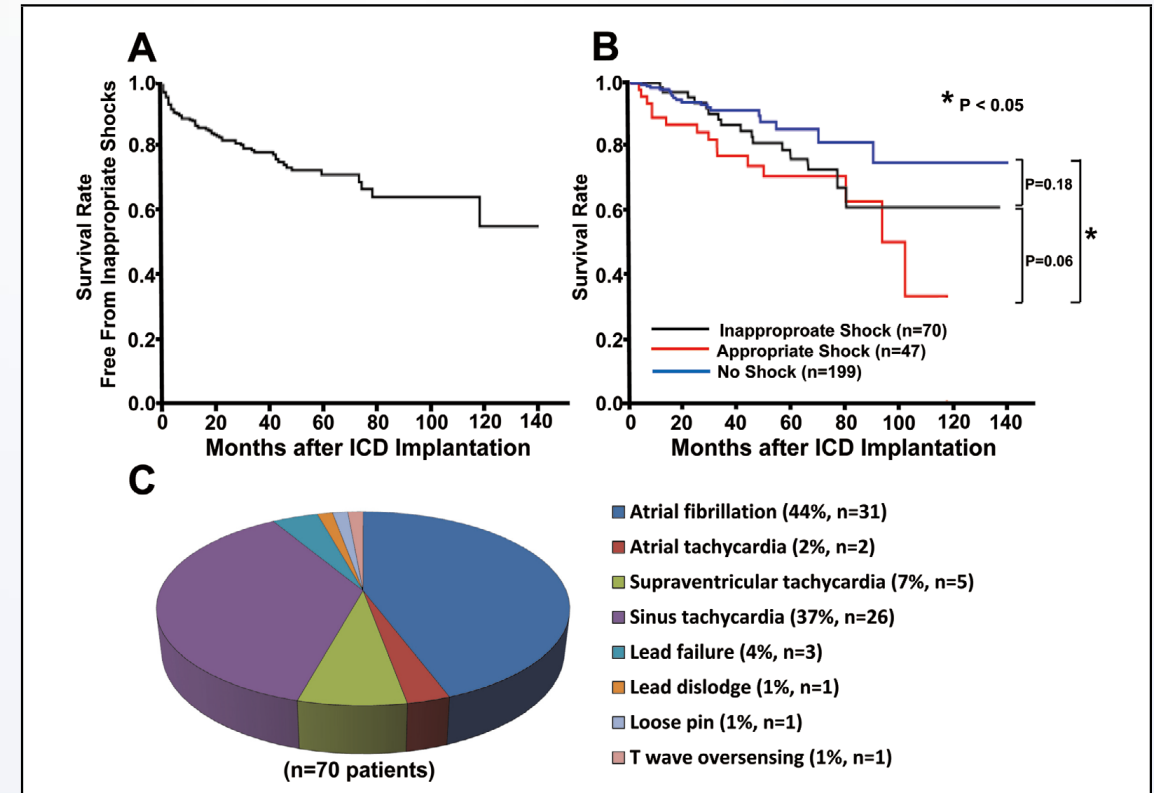 A
Survival Rate
Free From Inappropriate Shocks
1.0
0.8
0.6
0.4
0.2
0.0
0 20 40 60 80 100 120 140
Months after ICD Implantation
B
Survival Rate
1.0
0.8
0.6
0.4
0.2
0.0
* P < 0.05
P=0.18
P=0.06
*
Inapproproate Shock (n=70)
Appropriate Shock (n=47)
No Shock (n=199)
0 20 40 60 80 100 120 140
Months after ICD Implantation
C
Atrial fibrillation (44%, n=31)
Atrial tachycardia (2%, n=2)
Supraventricular tachycardia (7%, n=5)
Sinus tachycardia (37%, n=26)
Lead failure (4%, n=3)
Lead dislodge (1%, n=1)
Loose pin (1%, n=1)
T wave oversensing (1%, n=1)
(n=70 patients)